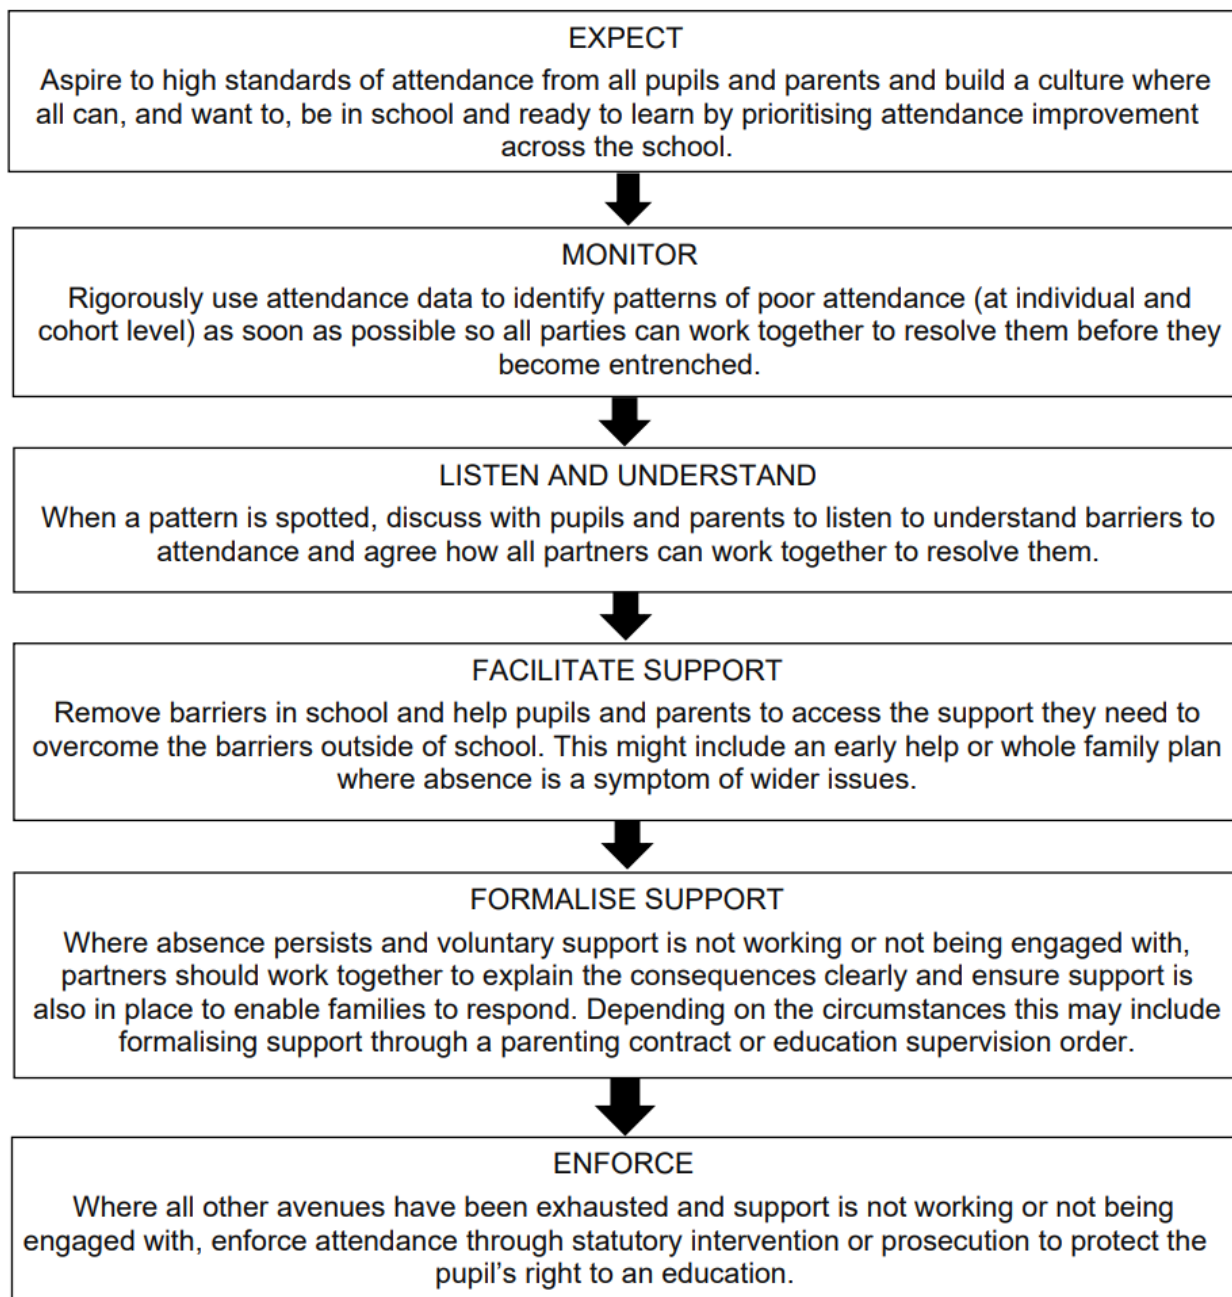 EXPECT
Aspire to high standards of attendance from all pupils and parents and build a culture where
all can, and want to, be in school and ready to learn by prioritising attendance improvement
across the school.
MONITOR
Rigorously use attendance data to identify patterns of poor attendance (at individual and
cohort level) as soon as possible so all parties can work together to resolve them before they
become entrenched.
LISTEN AND UNDERSTAND
When a pattern is spotted, discuss with pupils and parents to listen to understand barriers to
attendance and agree how all partners can work together to resolve them.
FACILITATE SUPPORT
Remove barriers in school and help pupils and parents to access the support they need to
overcome the barriers outside of school. This might include an early help or whole family plan
where absence is a symptom of wider issues.
FORMALISE SUPPORT
Where absence persists and voluntary support is not working or not being engaged with,
partners should work together to explain the consequences clearly and ensure support is
also in place to enable families to respond. Depending on the circumstances this may include
formalising support through a parenting contract or education supervision order.
ENFORCE
Where all other avenues have been exhausted and support is not working or not being
engaged with, enforce attendance through statutory intervention or prosecution to protect the
pupil’s right to an education.